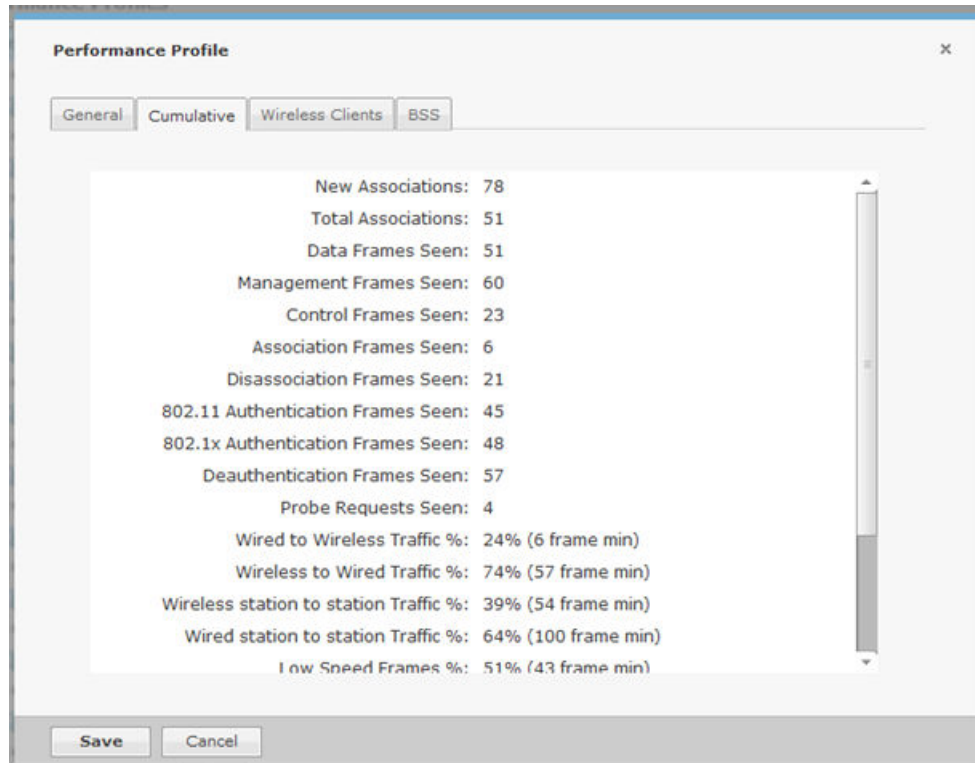 mance Profiles
Performance Profile ×
General Cumulative Wireless Clients BSS
New Associations: 78
Total Associations: 51
Data Frames Seen: 51
Management Frames Seen: 60
Control Frames Seen: 23
Association Frames Seen: 6
Disassociation Frames Seen: 21
802.11 Authentication Frames Seen: 45
802.1x Authentication Frames Seen: 48
Deauthentication Frames Seen: 57
Probe Requests Seen: 4
Wired to Wireless Traffic %: 24% (6 frame min)
Wireless to Wired Traffic %: 74% (57 frame min)
Wireless station to station Traffic %: 39% (54 frame min)
Wired station to station Traffic %: 64% (100 frame min)
Low Speed Frames %: 51% (43 frame min)
Save Cancel